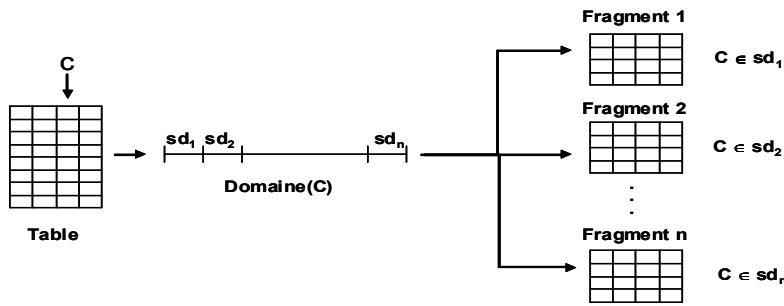 C
Table
sd₁ sd₂ sdₙ
Domaine(C)
Fragment 1
C ∈ sd₁
Fragment 2
C ∈ sd₂
.
.
.
Fragment n
C ∈ sdₙ